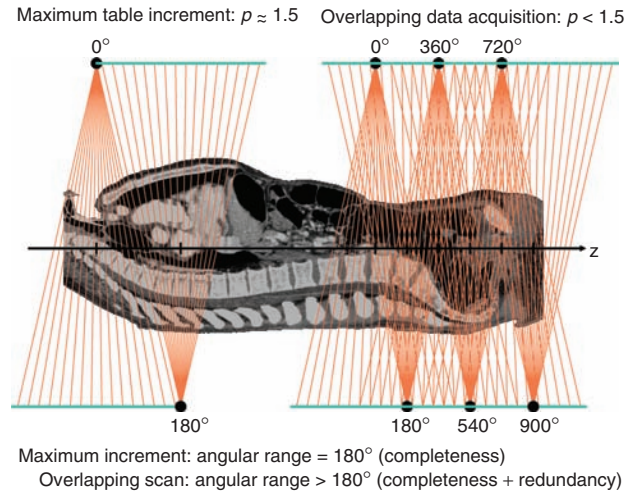 Maximum table increment: p ≈ 1.5
Overlapping data acquisition: p < 1.5
0°
0°
360°
720°
z
180°
180°
540°
900°
Maximum increment: angular range = 180° (completeness)
Overlapping scan: angular range > 180° (completeness + redundancy)